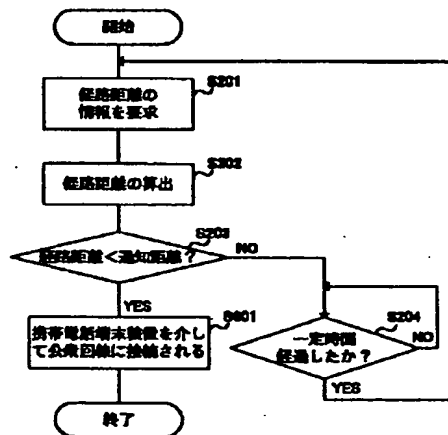 開始
S201
経路距離の
情報を要求
S202
経路距離の算出
S203
経路距離<通知距離?
NO
YES
S601
携帯電話端末装置を介し
て公衆回線に接続される
S204
一定時間
経過したか?
NO
YES
終了